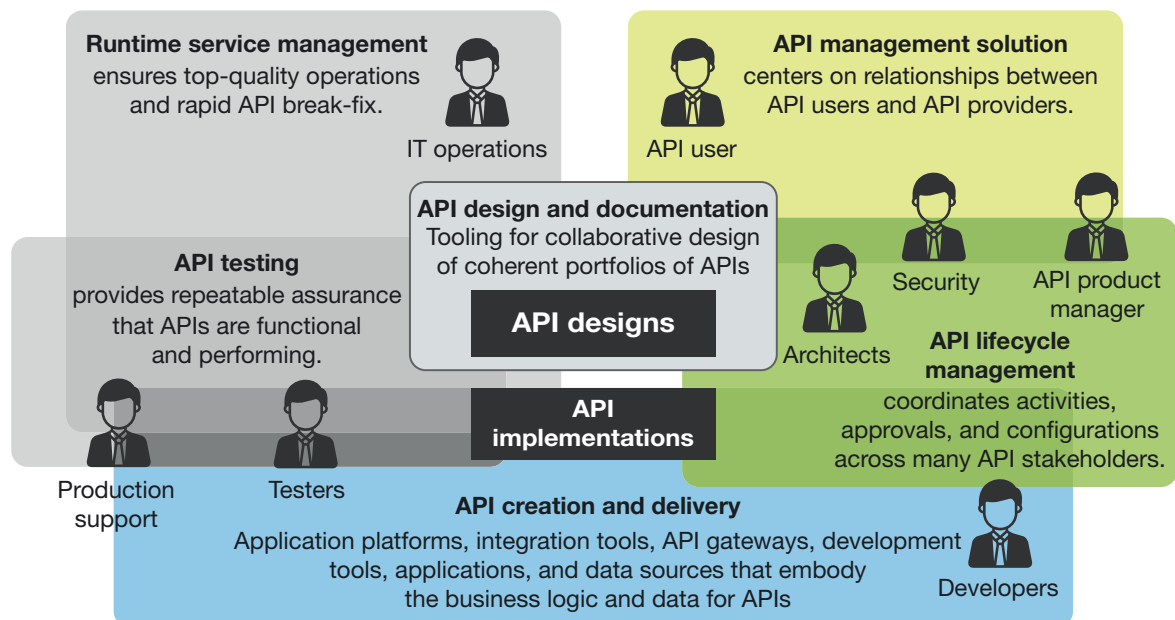 Runtime service management
ensures top-quality operations
and rapid API break-fix.
IT operations
API management solution
centers on relationships between
API users and API providers.
API user
API design and documentation
Tooling for collaborative design
of coherent portfolios of APIs
API designs
API testing
provides repeatable assurance
that APIs are functional
and performing.
Security
API product
manager
Architects
API lifecycle
management
coordinates activities,
approvals, and configurations
across many API stakeholders.
API
implementations
Production
support
Testers
API creation and delivery
Application platforms, integration tools, API gateways, development
tools, applications, and data sources that embody
the business logic and data for APIs
Developers